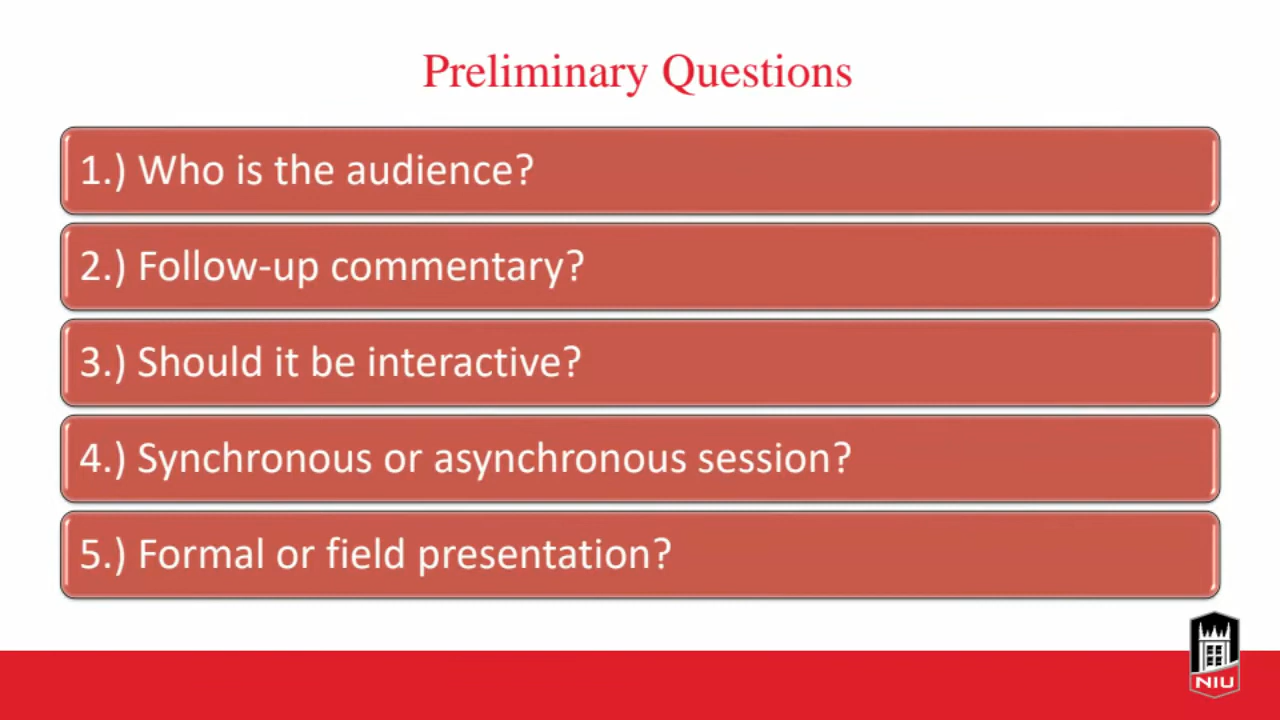 Preliminary Questions
1.) Who is the audience?
2.) Follow-up commentary?
3.) Should it be interactive?
4.) Synchronous or asynchronous session?
5.) Formal or field presentation?
NIU